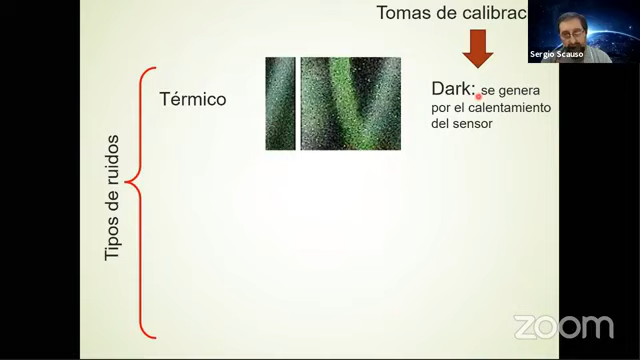 Tomas de calibrac
Sergio Scauso
Térmico
Dark: se genera
por el calentamiento
del sensor
Tipos de ruidos
zoom